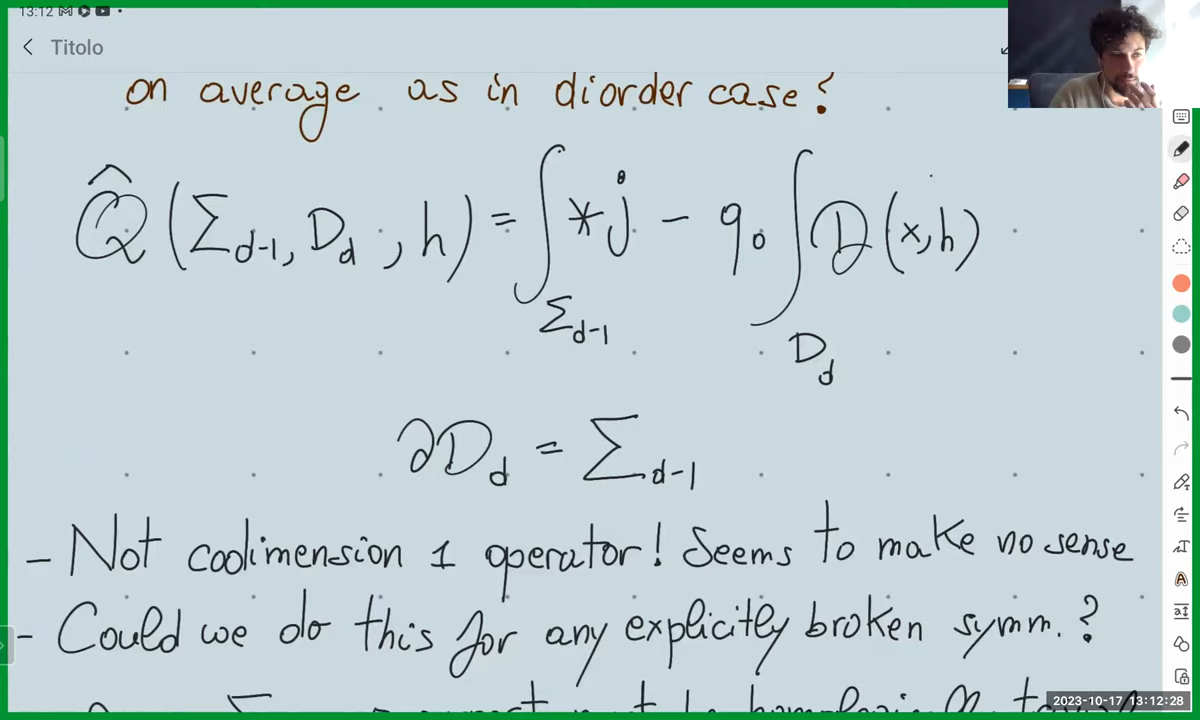 13:12
Titolo
on average as in diorder case?
Q̂(Σ_{d-1}, D_d; h) = ∫_{Σ_{d-1}} *j − q_0 ∫_{D_d} D(x,h)
∂D_d = Σ_{d-1}
- Not codimension 1 operator! Seems to make no sense
- Could we do this for any explicitly broken symm.?
2023-10-17 13:12:28